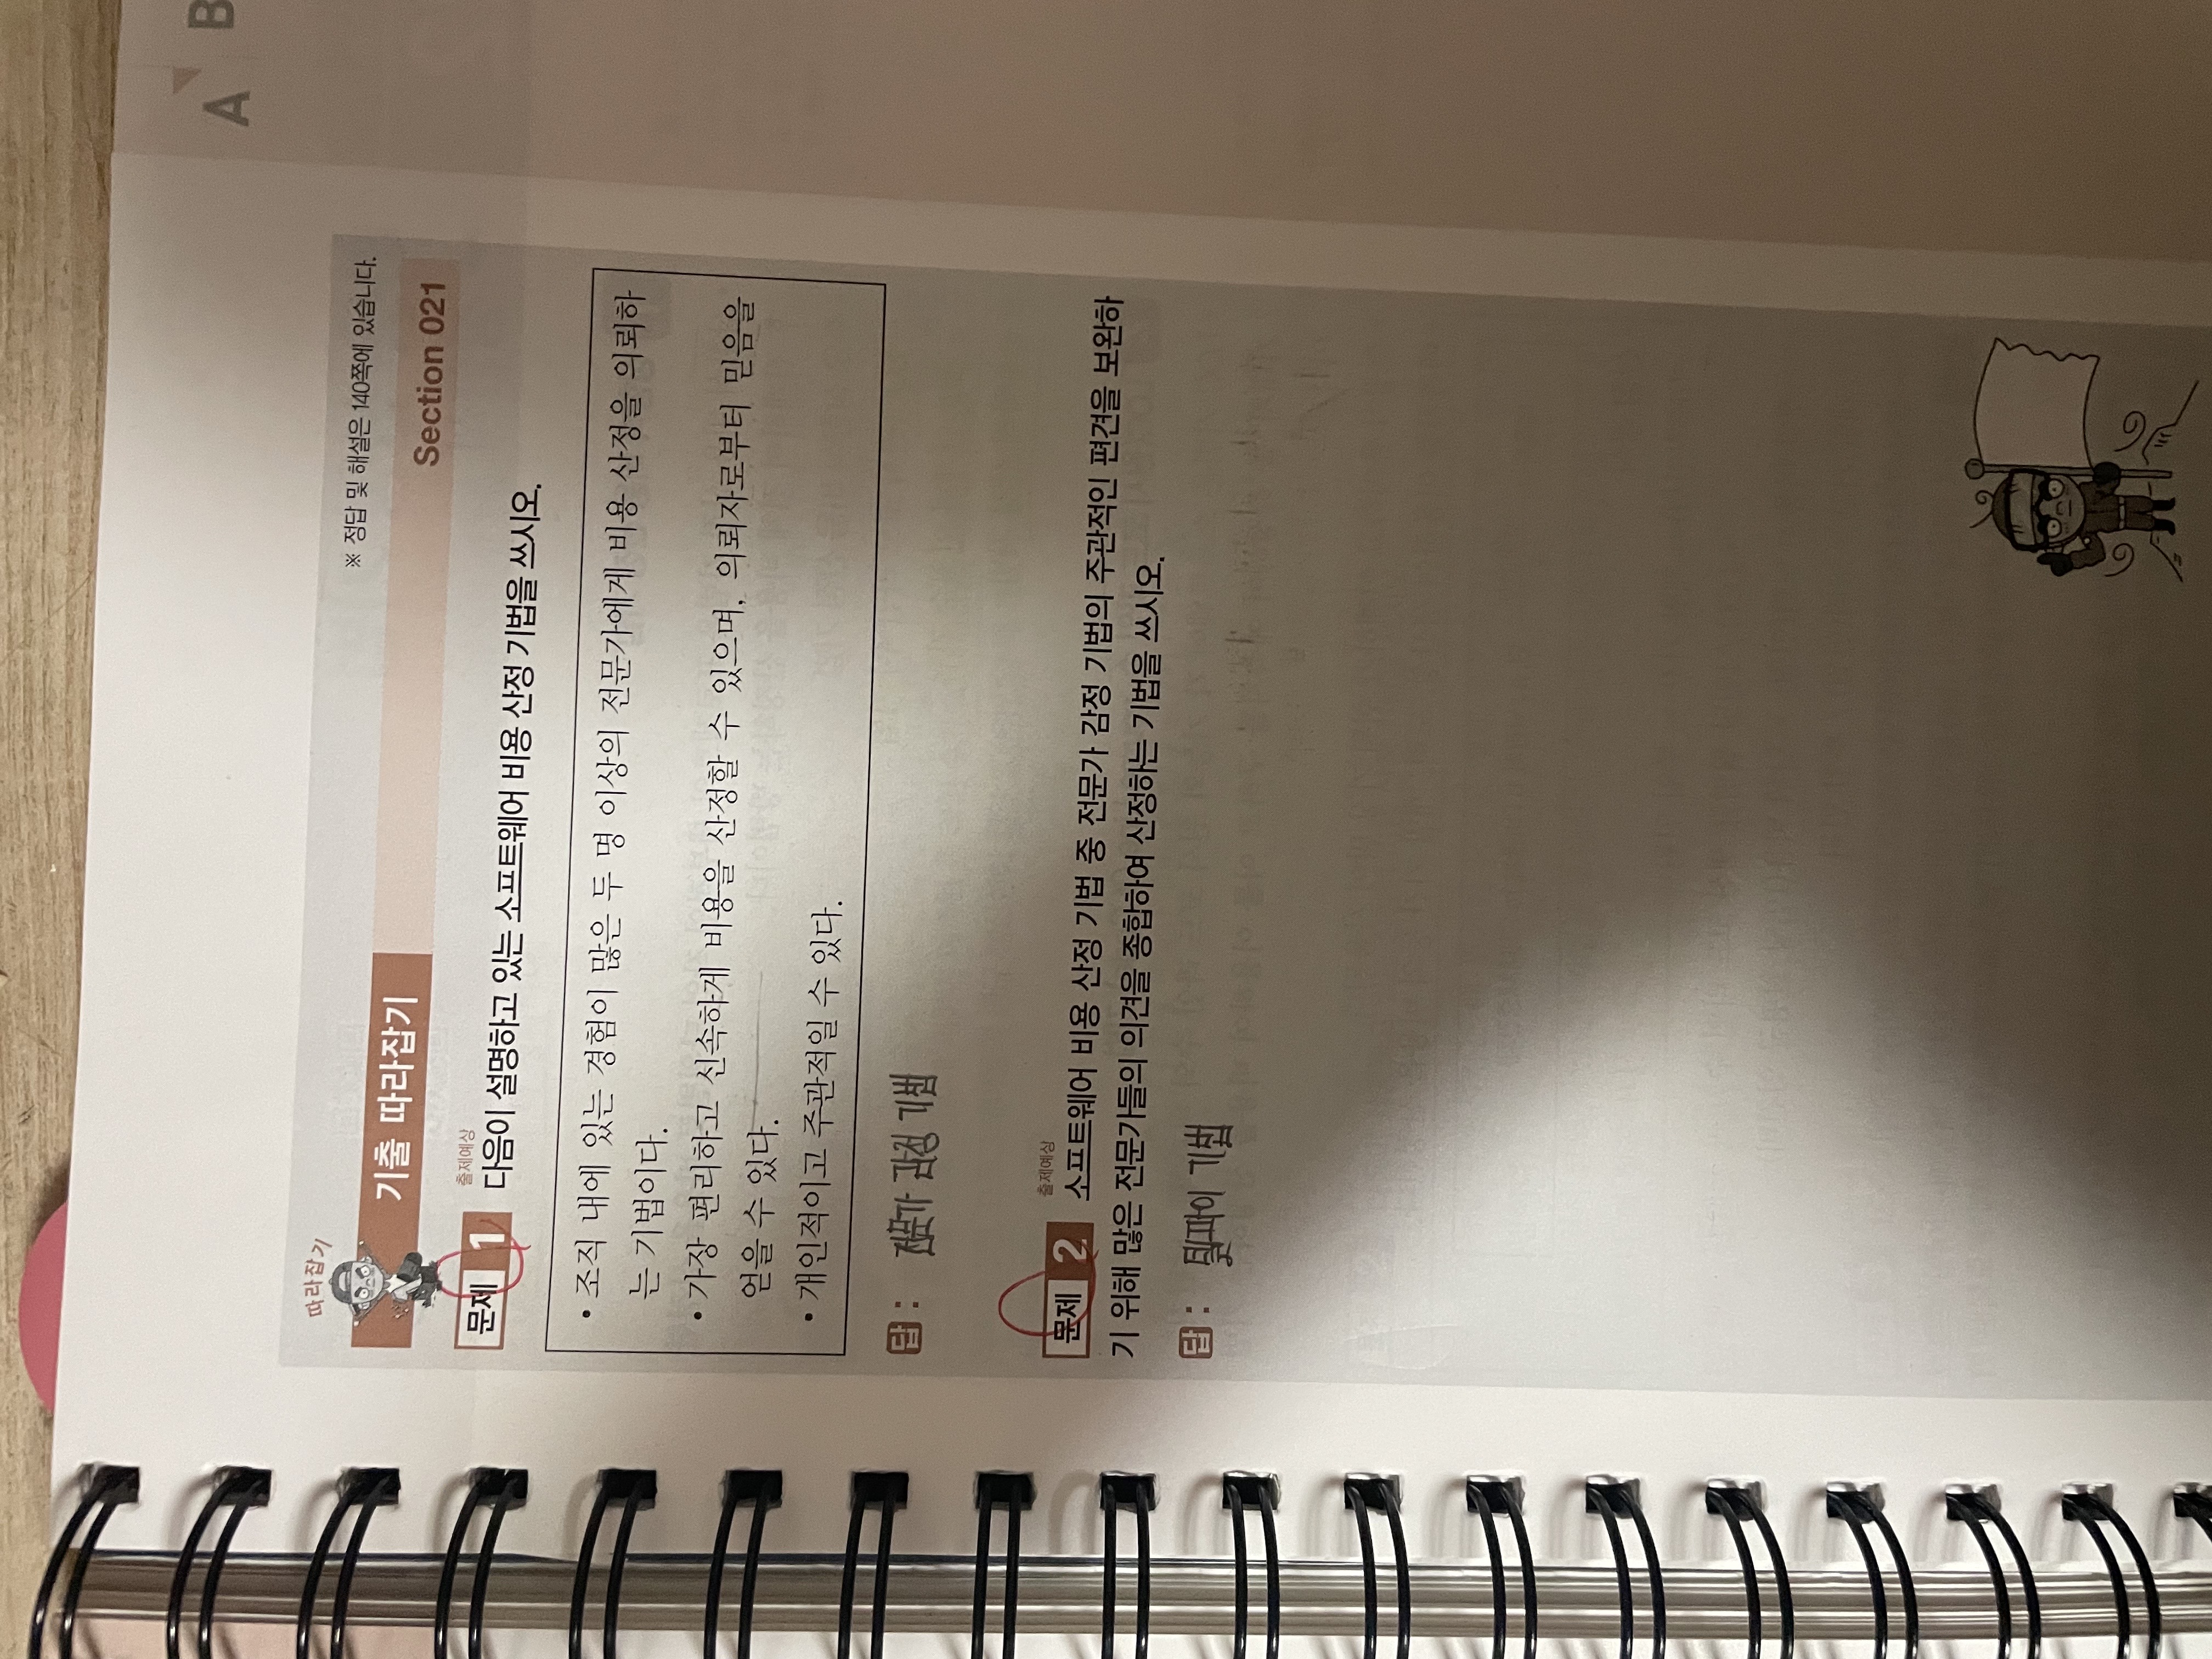 A B
따라잡기
※ 정답 및 해설은 140쪽에 있습니다.
기출 따라잡기
Section 021
출제예상
문제 1 다음이 설명하고 있는 소프트웨어 비용 산정 기법을 쓰시오.
• 조직 내에 있는 경험이 많은 두 명 이상의 전문가에게 비용 산정을 의뢰하
는 기법이다.
• 가장 편리하고 신속하게 비용을 산정할 수 있으며, 의뢰자로부터 믿음을
얻을 수 있다.
• 개인적이고 주관적일 수 있다.
답 : 전문가 감정 기법
출제예상
문제 2 소프트웨어 비용 산정 기법 중 전문가 감정 기법의 주관적인 편견을 보완하
기 위해 많은 전문가들의 의견을 종합하여 산정하는 기법을 쓰시오.
답 : 델파이 기법